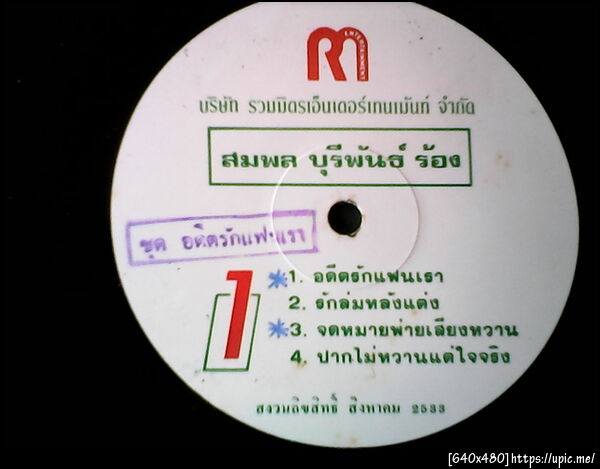 RM
ENTERTAINMENT
บริษัท รวมมิตรเอ็นเตอร์เทนเม้นท์ จำกัด
สมพล บุรีพันธ์ ร้อง
ชุด อดีตรักแฟนเรา
1
*1. อดีตรักแฟนเรา
2. รักล่มหลังแต่ง
*3. จดหมายพ่ายเสียงหวาน
4. ปากไม่หวานแต่ใจจริง
สงวนลิขสิทธิ์ สิงหาคม 2533
[640x480]https://upic.me/